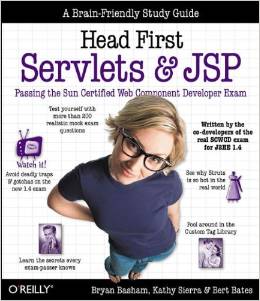 A Brain-Friendly Study Guide
Head First
Servlets & JSP
Passing the Sun Certified Web Component Developer Exam
Test yourself with
more than 200
realistic mock exam
questions
Written by the
co-developers of the
real SCWCD exam
for J2EE 1.4
Watch it!
Avoid deadly traps
& gotchas on the
new 1.4 exam
See why Struts
is so hot in the
real world
Learn the secrets every
exam-passer knows
Fool around in the
Custom Tag Library
O'REILLY®
Bryan Basham, Kathy Sierra & Bert Bates